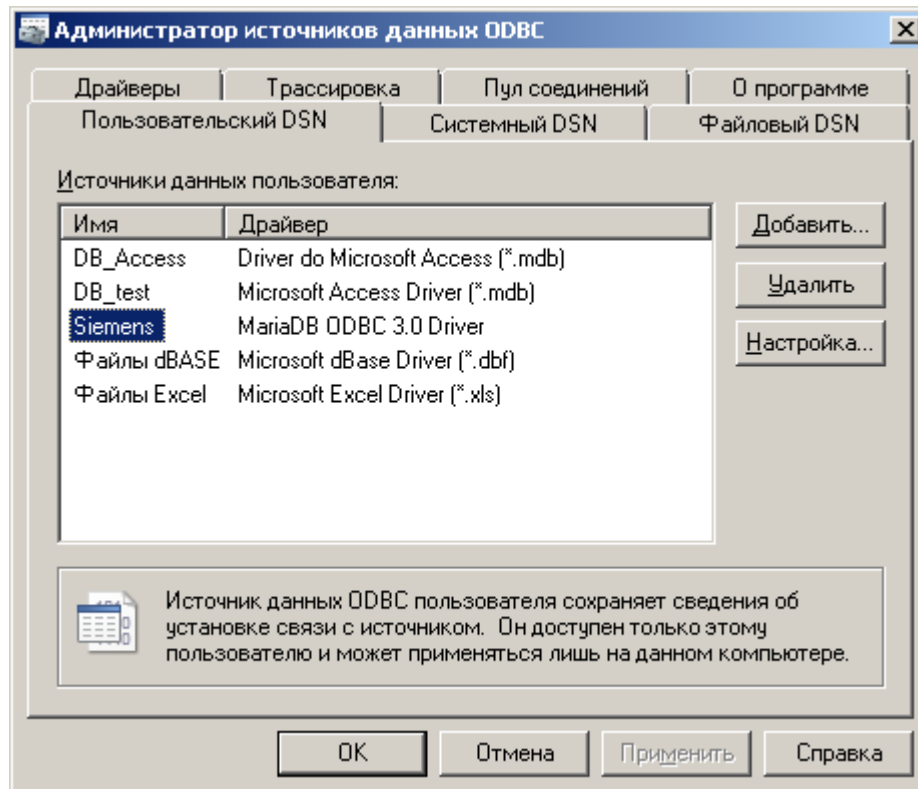 Администратор источников данных ODBC
Драйверы Трассировка Пул соединений О программе
Пользовательский DSN Системный DSN Файловый DSN
Источники данных пользователя:
Имя Драйвер
DB_Access Driver do Microsoft Access (*.mdb)
DB_test Microsoft Access Driver (*.mdb)
Siemens MariaDB ODBC 3.0 Driver
Файлы dBASE Microsoft dBase Driver (*.dbf)
Файлы Excel Microsoft Excel Driver (*.xls)
Добавить...
Удалить
Настройка...
Источник данных ODBC пользователя сохраняет сведения об
установке связи с источником. Он доступен только этому
пользователю и может применяться лишь на данном компьютере.
OK Отмена Применить Справка